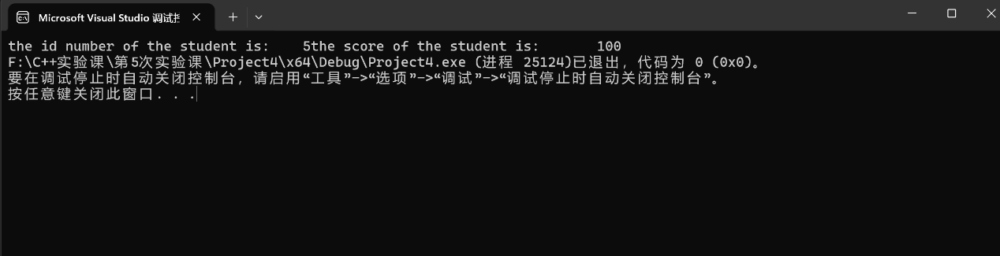 Microsoft Visual Studio 调试控
the id number of the student is:    5the score of the student is:       100
F:\C++实验课\第5次实验课\Project4\x64\Debug\Project4.exe (进程 25124)已退出，代码为 0 (0x0)。
要在调试停止时自动关闭控制台，请启用“工具”->“选项”->“调试”->“调试停止时自动关闭控制台”。
按任意键关闭此窗口. . .